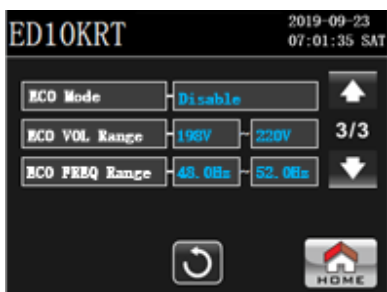 ED10KRT
2019-09-23
07:01:35 SAT
ECO Mode Disable
ECO VOL Range 198V ~ 220V
3/3
ECO FREQ Range 48.0Hz ~ 52.0Hz
HOME